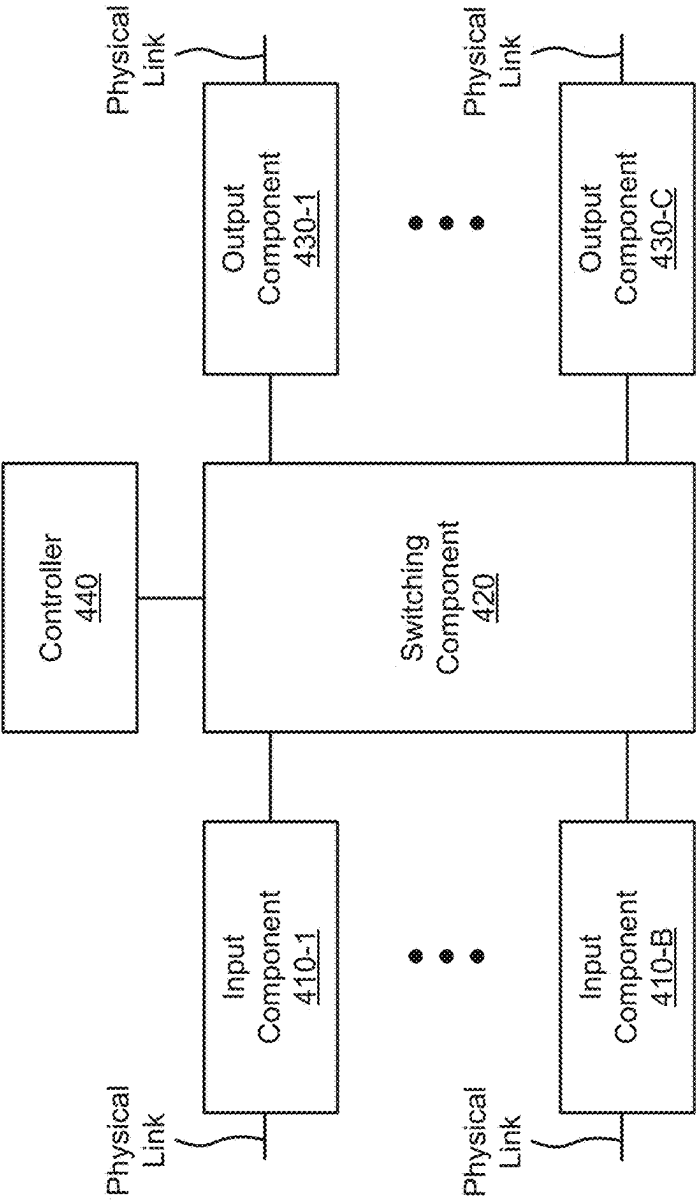 Controller
440
Physical
Link
Input
Component
410-1
Switching
Component
420
Output
Component
430-1
Physical
Link
Physical
Link
Input
Component
410-B
Output
Component
430-C
Physical
Link